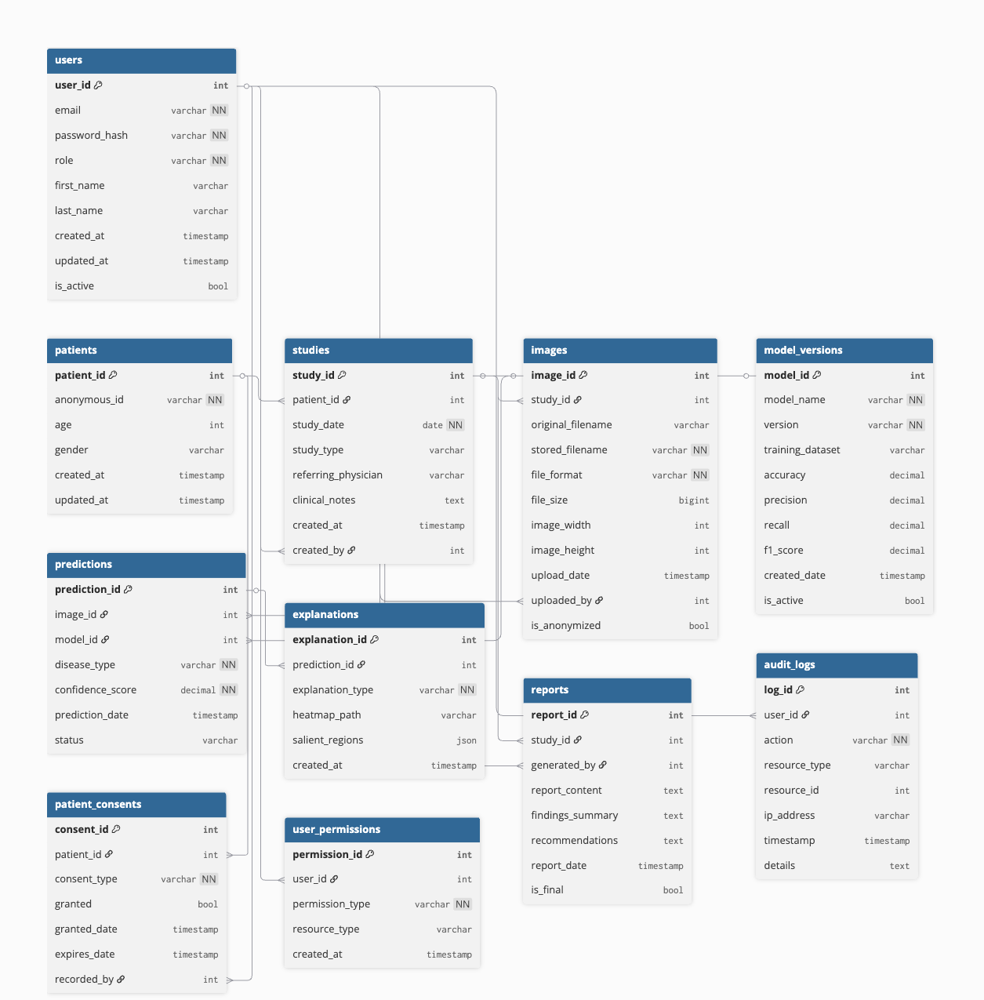 users
user_id int
email varchar NN
password_hash varchar NN
role varchar NN
first_name varchar
last_name varchar
created_at timestamp
updated_at timestamp
is_active bool
patients
patient_id int
anonymous_id varchar NN
age int
gender varchar
created_at timestamp
updated_at timestamp
studies
study_id int
patient_id int
study_date date NN
study_type varchar
referring_physician varchar
clinical_notes text
created_at timestamp
created_by int
images
image_id int
study_id int
original_filename varchar
stored_filename varchar NN
file_format varchar NN
file_size bigint
image_width int
image_height int
upload_date timestamp
uploaded_by int
is_anonymized bool
model_versions
model_id int
model_name varchar NN
version varchar NN
training_dataset varchar
accuracy decimal
precision decimal
recall decimal
f1_score decimal
created_date timestamp
is_active bool
predictions
prediction_id int
image_id int
model_id int
disease_type varchar NN
confidence_score decimal NN
prediction_date timestamp
status varchar
explanations
explanation_id int
prediction_id int
explanation_type varchar NN
heatmap_path varchar
salient_regions json
created_at timestamp
reports
report_id int
study_id int
generated_by int
report_content text
findings_summary text
recommendations text
report_date timestamp
is_final bool
audit_logs
log_id int
user_id int
action varchar NN
resource_type varchar
resource_id int
ip_address varchar
timestamp timestamp
details text
patient_consents
consent_id int
patient_id int
consent_type varchar NN
granted bool
granted_date timestamp
expires_date timestamp
recorded_by int
user_permissions
permission_id int
user_id int
permission_type varchar NN
resource_type varchar
created_at timestamp